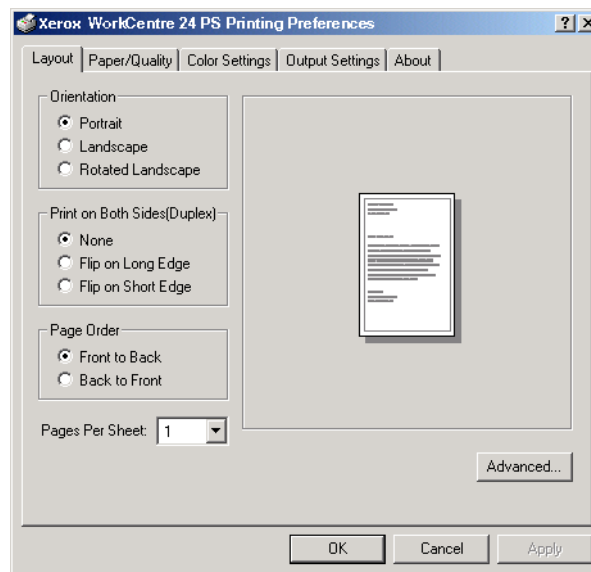 Xerox WorkCentre 24 PS Printing Preferences
Layout
Paper/Quality
Color Settings
Output Settings
About
Orientation
Portrait
Landscape
Rotated Landscape
Print on Both Sides(Duplex)
None
Flip on Long Edge
Flip on Short Edge
Page Order
Front to Back
Back to Front
Pages Per Sheet: 1
Advanced...
OK
Cancel
Apply